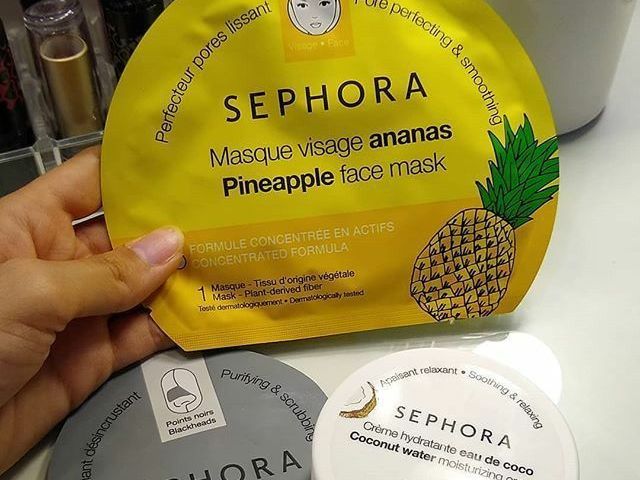 Perfecteur pores lissant
Pore perfecting & smoothing
Visage • Face
SEPHORA
Masque visage ananas
Pineapple face mask
FORMULE CONCENTRÉE EN ACTIFS
CONCENTRATED FORMULA
1 Masque - Tissu d'origine végétale
Mask - Plant-derived fiber
Testé dermatologiquement • Dermatologically tested
désincrustant
Purifying & scrubbing
Points noirs
Blackheads
SEPHORA
Apaisant relaxant • Soothing & relaxing
SEPHORA
Crème hydratante eau de coco
Coconut water moisturizing